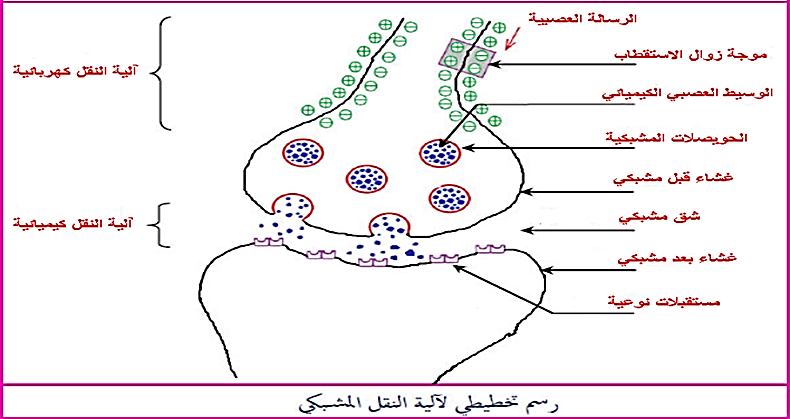 الرسالة العصبية
موجة زوال الاستقطاب
آلية النقل كهربائية
الوسيط العصبي الكيميائي
الحويصلات المشبكية
غشاء قبل مشبكي
شق مشبكي
آلية النقل كيميائية
غشاء بعد مشبكي
مستقبلات نوعية
رسم تخطيطي لآلية النقل المشبكي